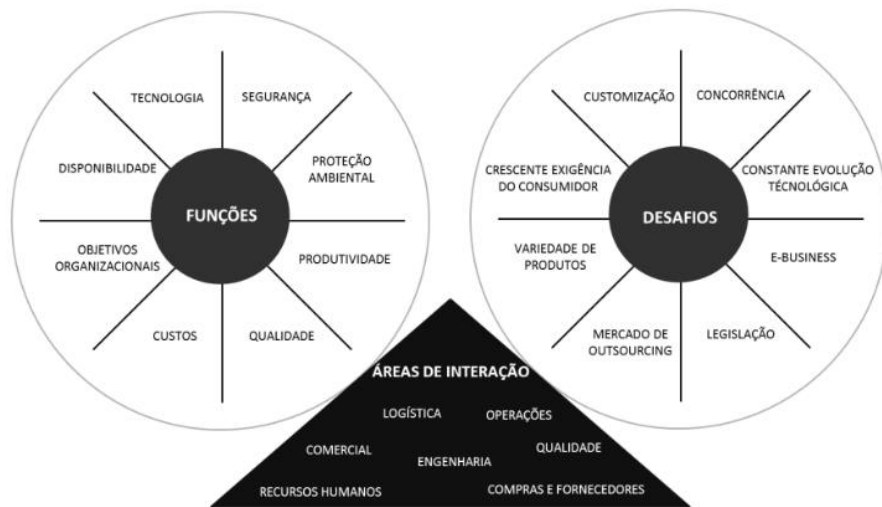 TECNOLOGIA
SEGURANÇA
DISPONIBILIDADE
PROTEÇÃO
AMBIENTAL
FUNÇÕES
OBJETIVOS
ORGANIZACIONAIS
PRODUTIVIDADE
CUSTOS
QUALIDADE
CUSTOMIZAÇÃO
CONCORRÊNCIA
CRESCENTE EXIGÊNCIA
DO CONSUMIDOR
CONSTANTE EVOLUÇÃO
TÉCNOLÓGICA
DESAFIOS
VARIEDADE DE
PRODUTOS
E-BUSINESS
MERCADO DE
OUTSOURCING
LEGISLAÇÃO
ÁREAS DE INTERAÇÃO
LOGÍSTICA
OPERAÇÕES
COMERCIAL
ENGENHARIA
QUALIDADE
RECURSOS HUMANOS
COMPRAS E FORNECEDORES